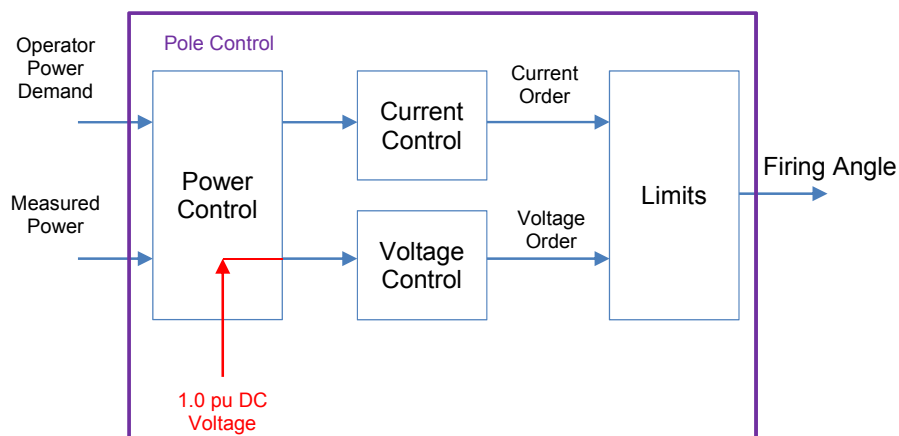 Pole Control
Operator
Power
Demand
Measured
Power
Power
Control
Current
Control
Voltage
Control
Current
Order
Voltage
Order
Limits
Firing Angle
1.0 pu DC
Voltage